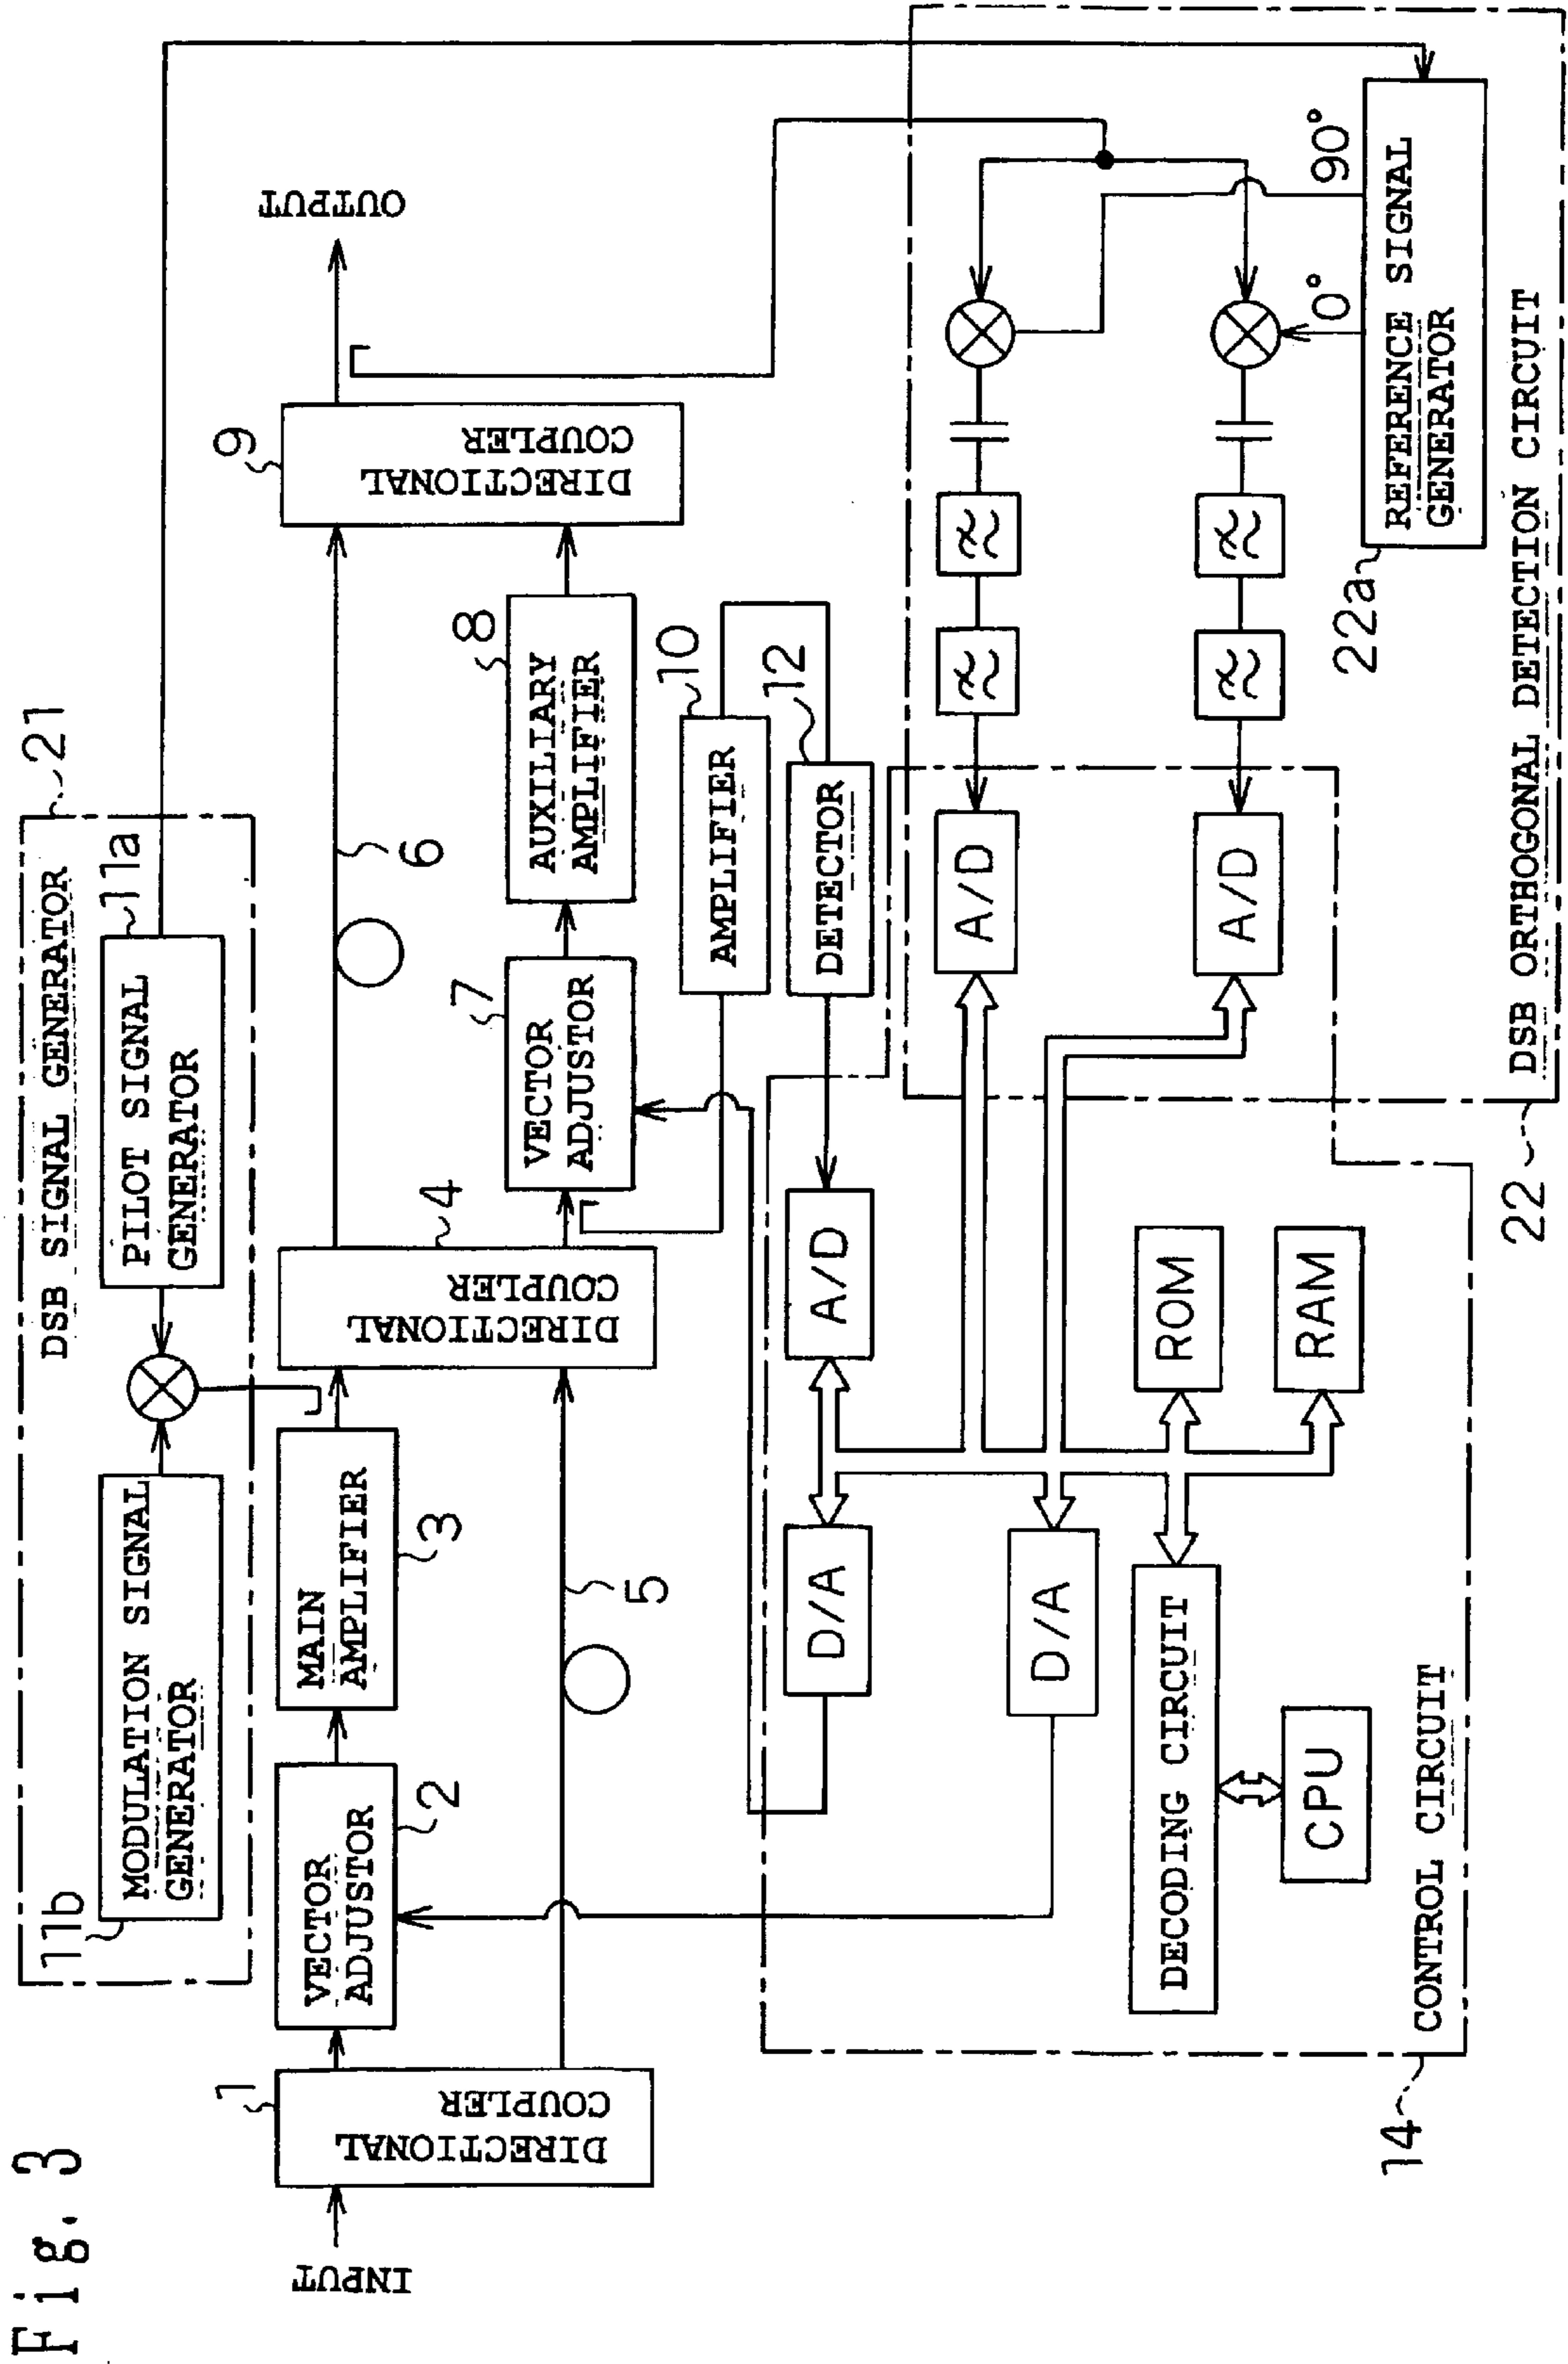 Fig. 3
DSB SIGNAL GENERATOR
21
11b
MODULATION SIGNAL
GENERATOR
11a
PILOT SIGNAL
GENERATOR
INPUT
1
DIRECTIONAL
COUPLER
VECTOR
ADJUSTOR
2
MAIN
AMPLIFIER
3
4
DIRECTIONAL
COUPLER
5
6
VECTOR
ADJUSTOR
7
AUXILIARY
AMPLIFIER
8
9
DIRECTIONAL
COUPLER
OUTPUT
AMPLIFIER
10
DETECTOR
12
D/A
A/D
D/A
A/D
A/D
DECODING CIRCUIT
ROM
RAM
CPU
CONTROL CIRCUIT
14
0°
90°
22a
REFERENCE SIGNAL
GENERATOR
DSB ORTHOGONAL DETECTION CIRCUIT
22